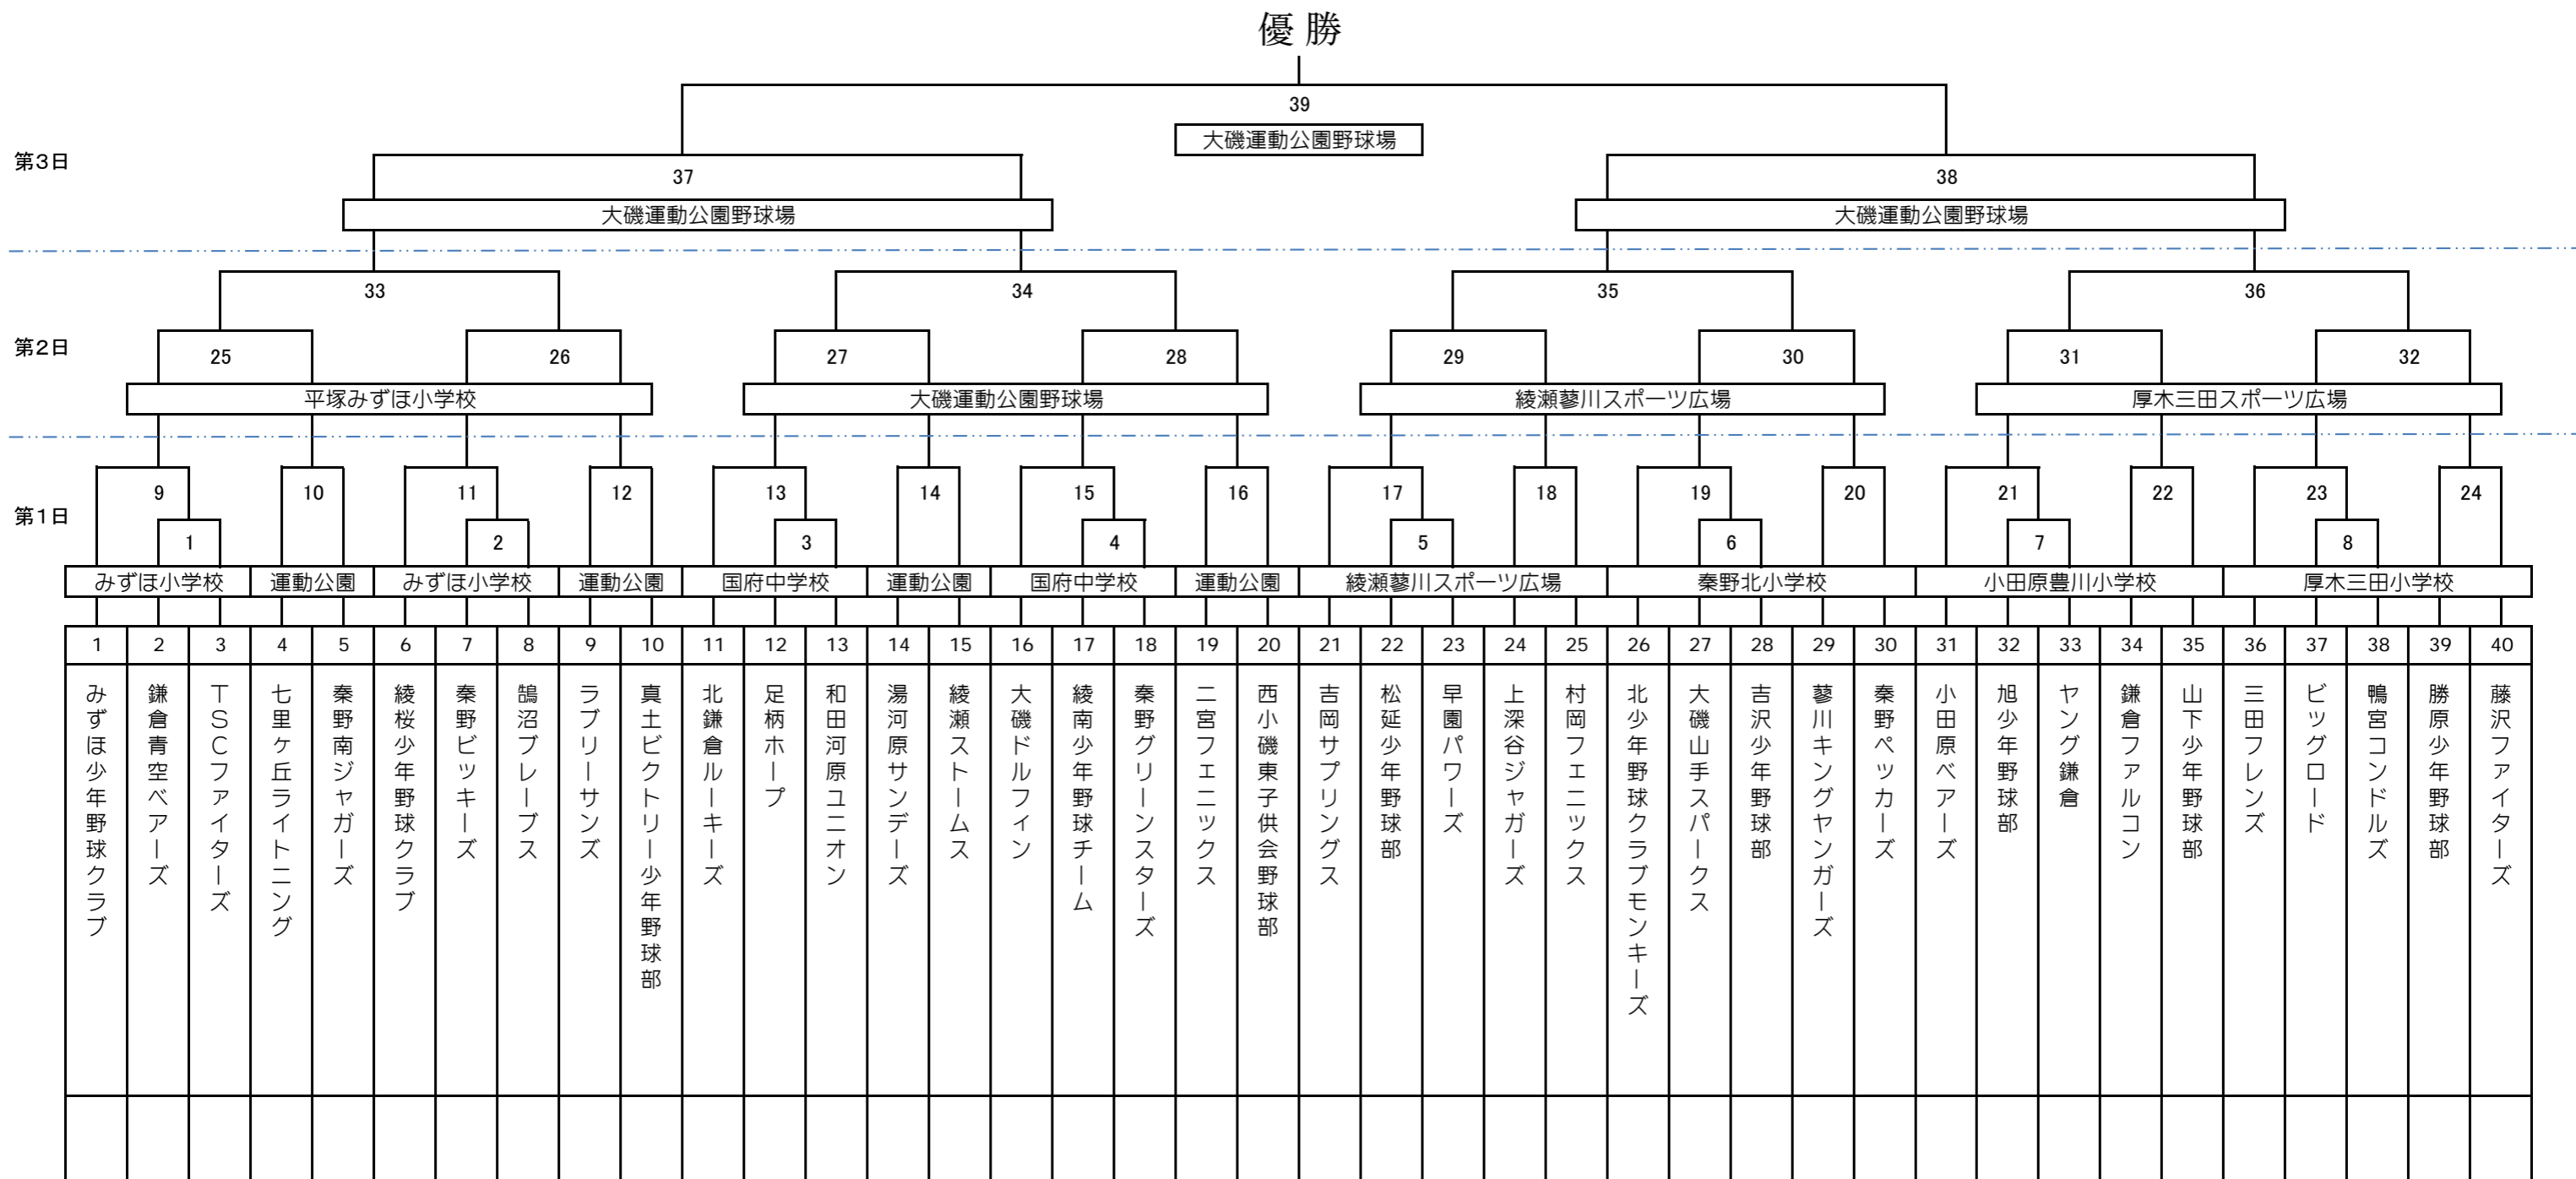 優勝
39
大磯運動公園野球場
第3日
37
38
大磯運動公園野球場
大磯運動公園野球場
33
34
35
36
第2日
25
26
27
28
29
30
31
32
平塚みずほ小学校
大磯運動公園野球場
綾瀬蓼川スポーツ広場
厚木三田スポーツ広場
第1日
9
10
11
12
13
14
15
16
17
18
19
20
21
22
23
24
1
2
3
4
5
6
7
8
みずほ小学校
運動公園
みずほ小学校
運動公園
国府中学校
運動公園
国府中学校
運動公園
綾瀬蓼川スポーツ広場
秦野北小学校
小田原豊川小学校
厚木三田小学校
1
2
3
4
5
6
7
8
9
10
11
12
13
14
15
16
17
18
19
20
21
22
23
24
25
26
27
28
29
30
31
32
33
34
35
36
37
38
39
40
みずほ少年野球クラブ
鎌倉青空ベアーズ
TSCファイターズ
七里ヶ丘ライトニング
秦野南ジャガーズ
綾桜少年野球クラブ
秦野ビッキーズ
鵠沼ブレーブス
ラブリーサンズ
真土ビクトリー少年野球部
北鎌倉ルーキーズ
足柄ホープ
和田河原ユニオン
湯河原サンデーズ
綾瀬ストームス
大磯ドルフィン
綾南少年野球チーム
秦野グリーンスターズ
二宮フェニックス
西小磯東子供会野球部
吉岡サプリングス
松延少年野球部
早園パワーズ
上深谷ジャガーズ
村岡フェニックス
北少年野球クラブモンキーズ
大磯山手スパークス
吉沢少年野球部
蓼川キングヤンガーズ
秦野ペッカーズ
小田原ベアーズ
旭少年野球部
ヤング鎌倉
鎌倉ファルコン
山下少年野球部
三田フレンズ
ビッグロード
鴨宮コンドルズ
勝原少年野球部
藤沢ファイターズ